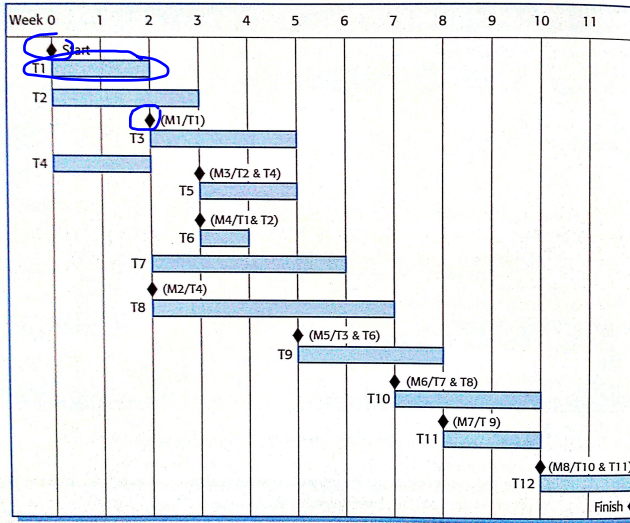 Week 0 1 2 3 4 5 6 7 8 9 10 11
Start
T1
T2
(M1/T1)
T3
T4
(M3/T2 & T4)
T5
(M4/T1& T2)
T6
T7
(M2/T4)
T8
(M5/T3 & T6)
T9
(M6/T7 & T8)
T10
(M7/T 9)
T11
(M8/T10 & T11)
T12
Finish